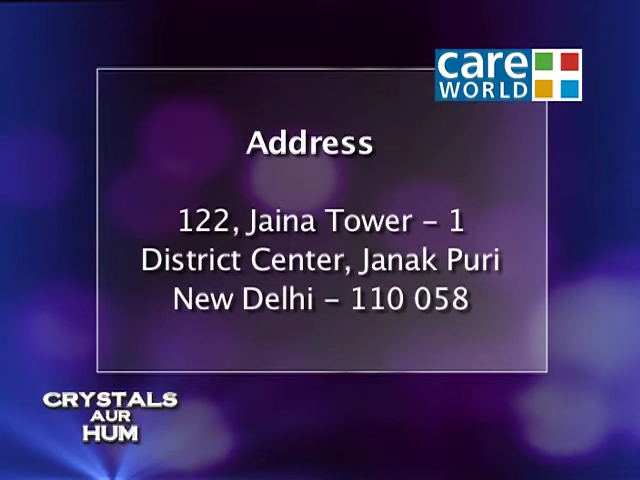 care
WORLD
Address
122, Jaina Tower – 1
District Center, Janak Puri
New Delhi – 110 058
CRYSTALS
AUR
HUM